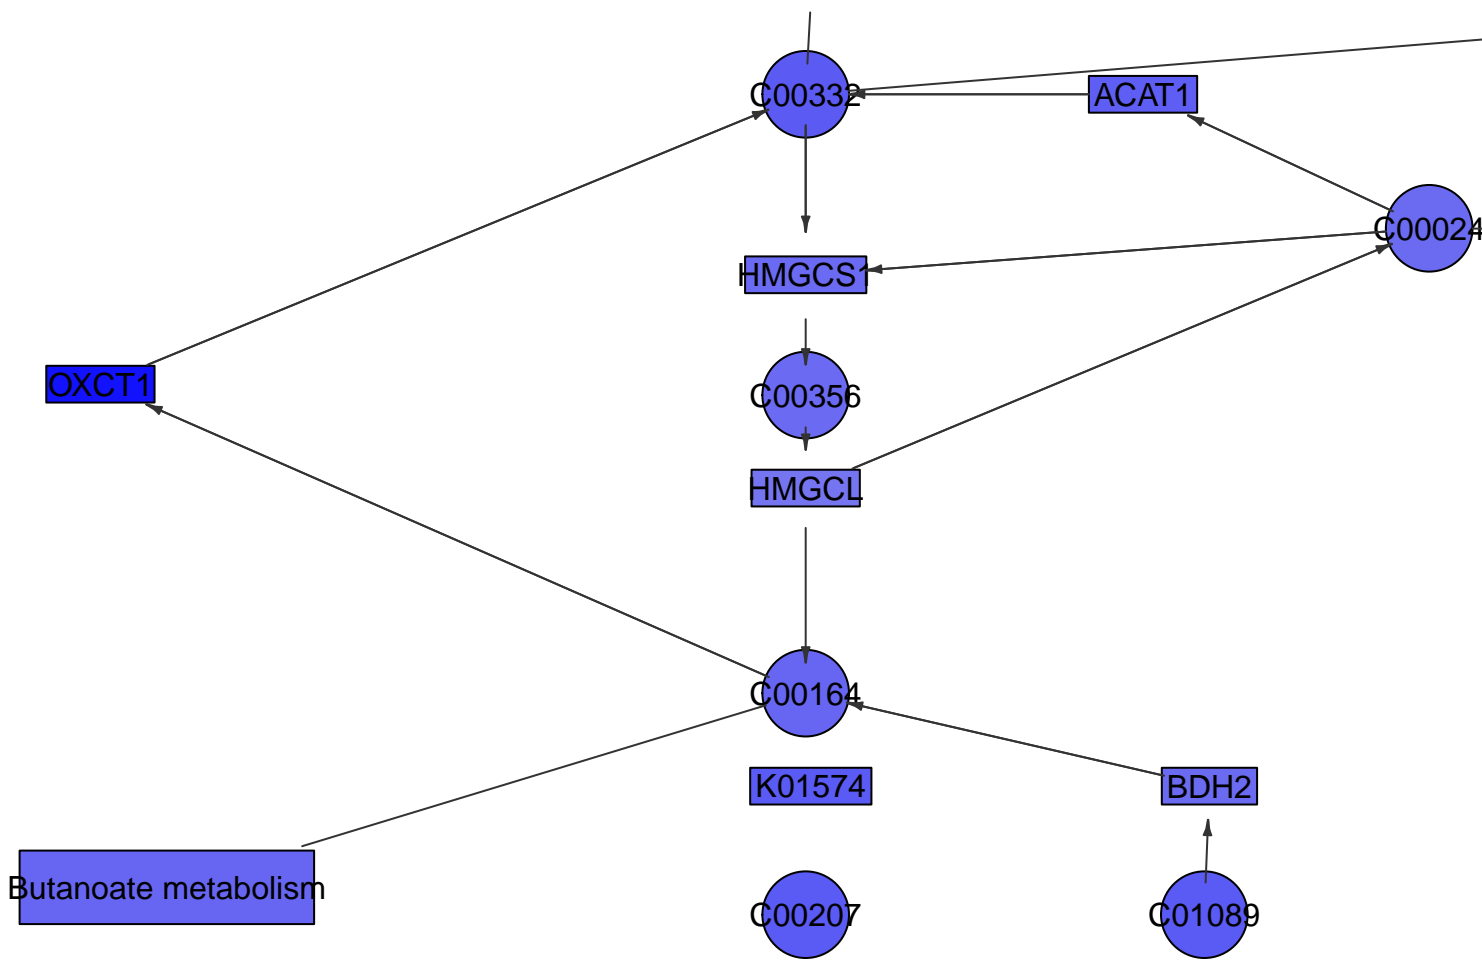 C00332
ACAT1
C00024
HMGCS1
OXCT1
C00356
HMGCL
C00164
K01574
BDH2
Butanoate metabolism
C00207
C01089